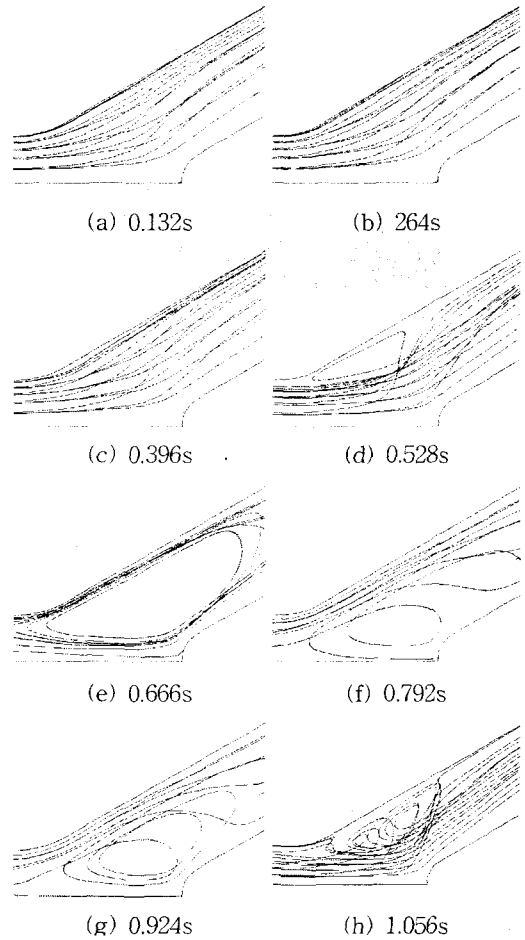 (a) 0.132s
(b) 264s
(c) 0.396s
(d) 0.528s
(e) 0.666s
(f) 0.792s
(g) 0.924s
(h) 1.056s